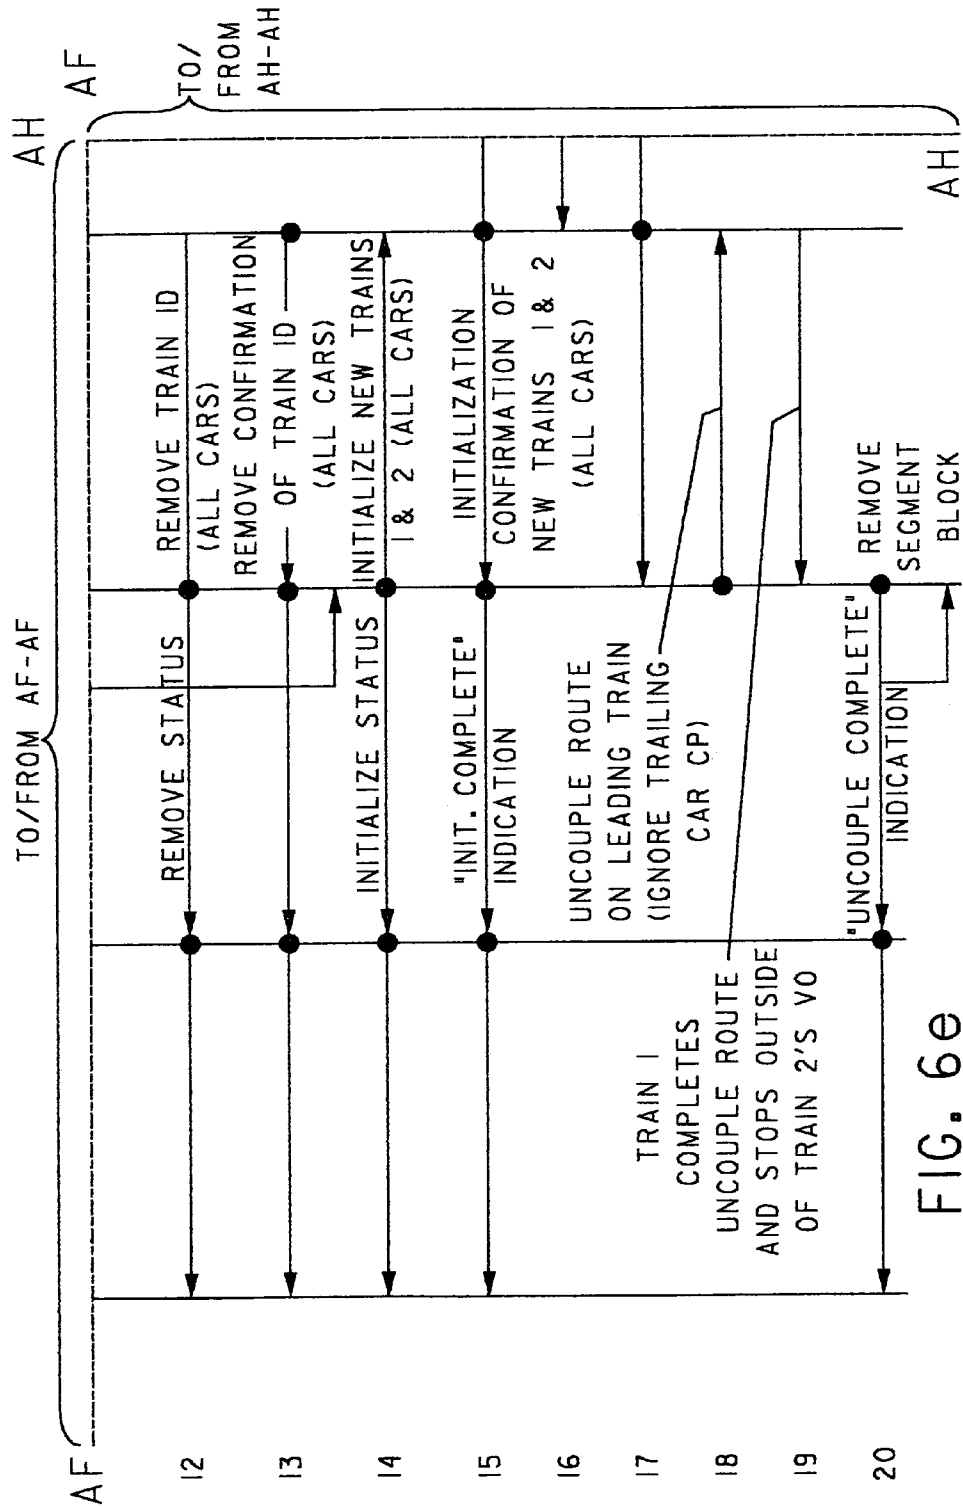 TO/FROM AF-AF
AF
AH
AF
TO/
FROM
AH-AH
12
13
14
15
16
17
18
19
20
REMOVE STATUS
REMOVE TRAIN ID
(ALL CARS)
REMOVE CONFIRMATION
OF TRAIN ID
(ALL CARS)
INITIALIZE STATUS
INITIALIZE NEW TRAINS
1 & 2 (ALL CARS)
"INIT. COMPLETE"
INDICATION
INITIALIZATION
CONFIRMATION OF
NEW TRAINS 1 & 2
(ALL CARS)
UNCOUPLE ROUTE
ON LEADING TRAIN
(IGNORE TRAILING
CAR CP)
TRAIN 1
COMPLETES
UNCOUPLE ROUTE
AND STOPS OUTSIDE
OF TRAIN 2'S VO
"UNCOUPLE COMPLETE"
INDICATION
REMOVE
SEGMENT
BLOCK
AH
FIG. 6e